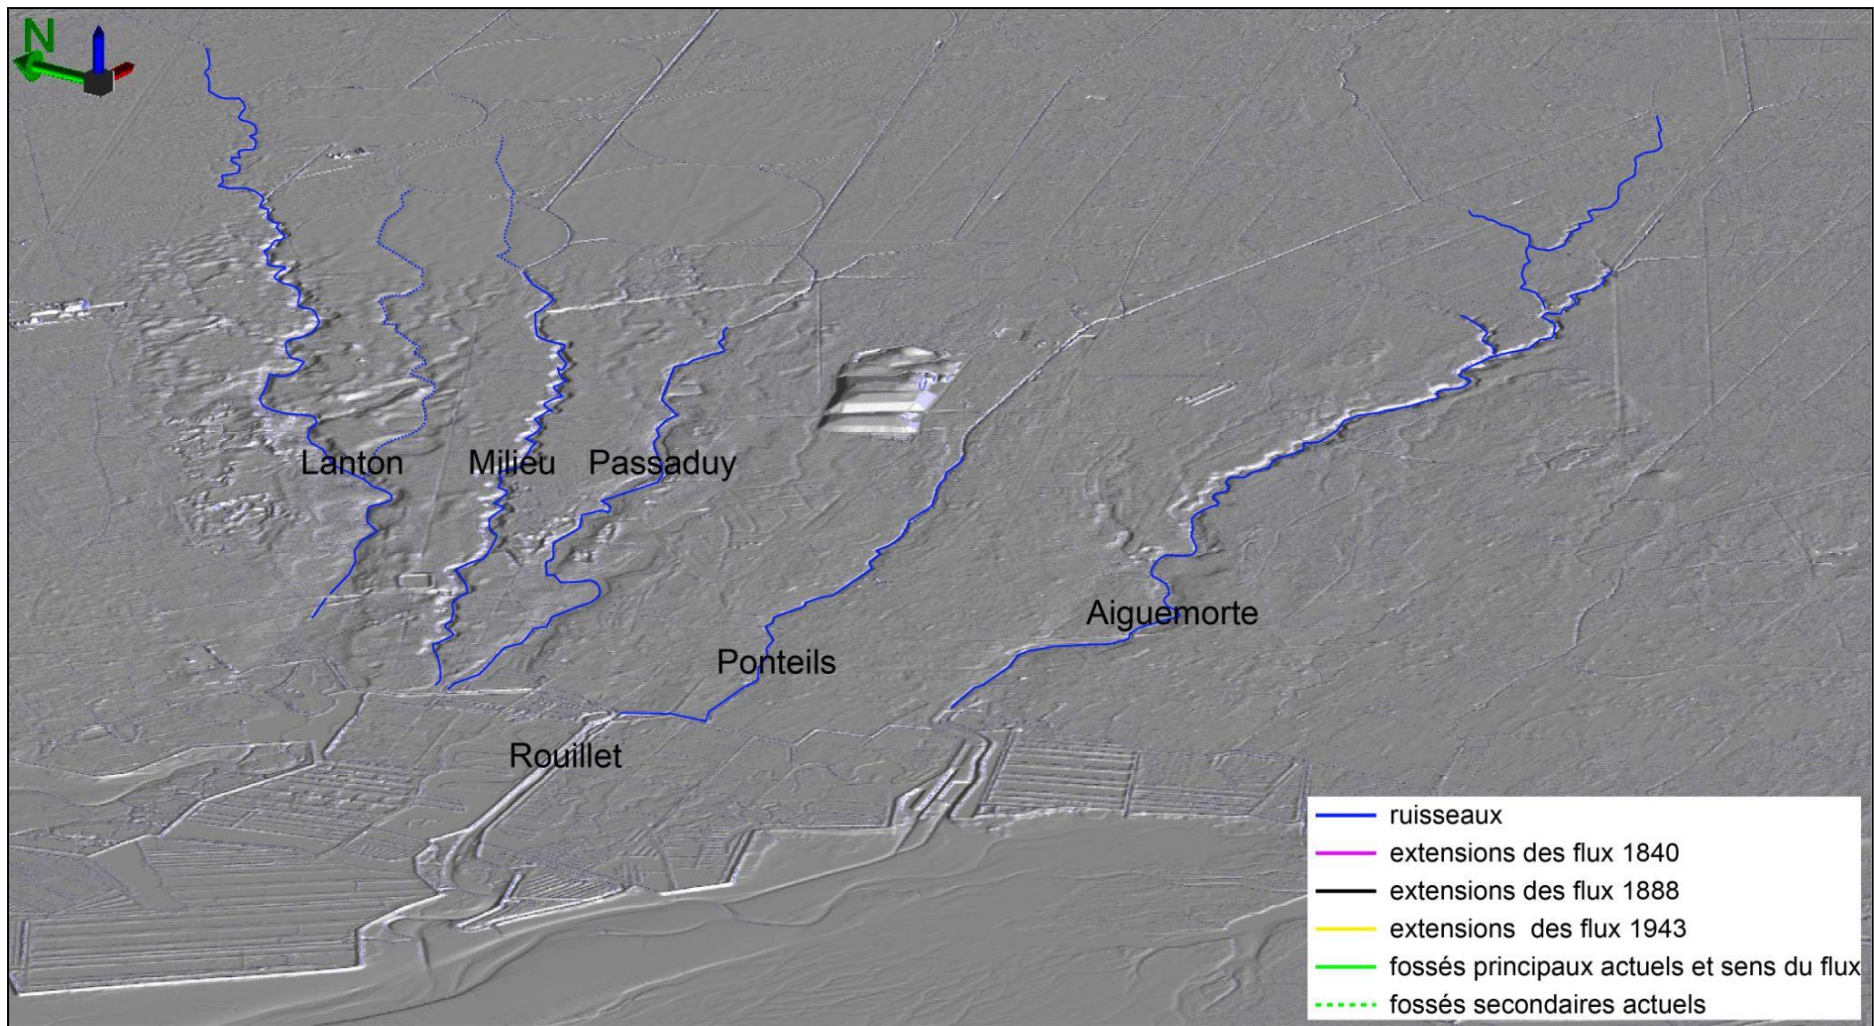 N
Lanton
Milieu
Passaduy
Aiguemorte
Ponteils
Rouillet
ruisseaux
extensions des flux 1840
extensions des flux 1888
extensions  des flux 1943
fossés principaux actuels et sens du flux
fossés secondaires actuels